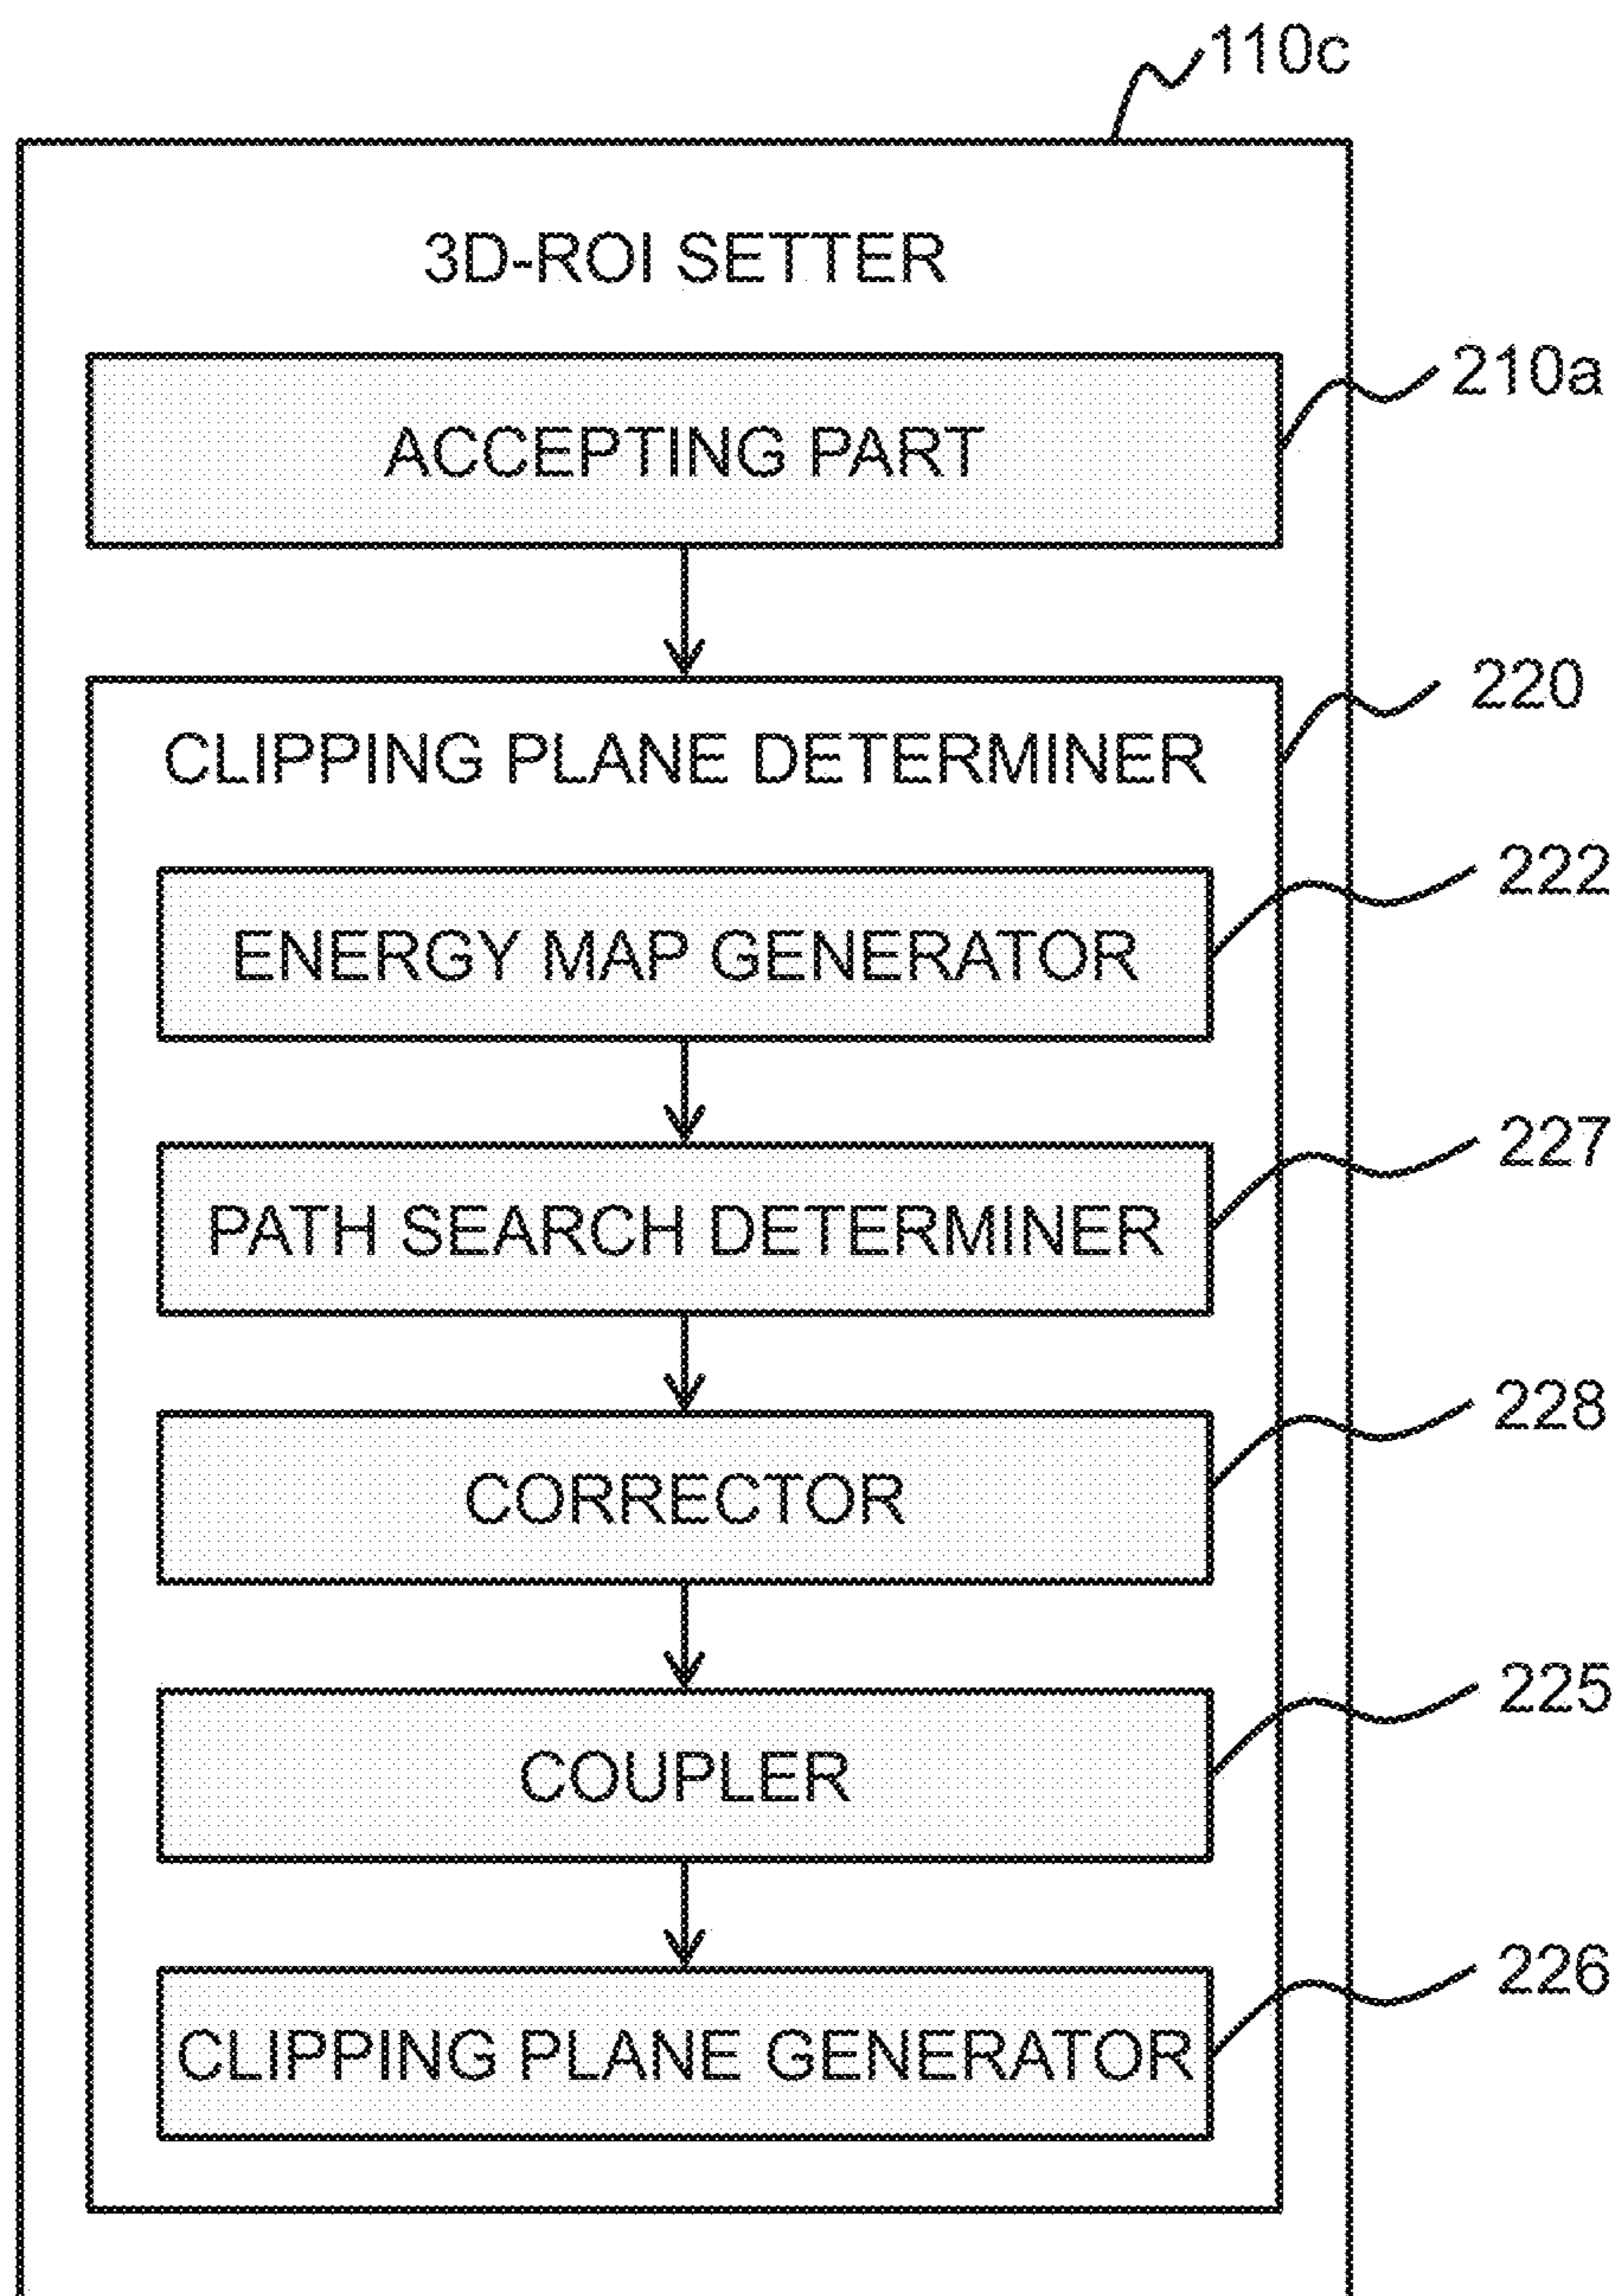 110c
3D-ROI SETTER
210a
ACCEPTING PART
220
CLIPPING PLANE DETERMINER
222
ENERGY MAP GENERATOR
227
PATH SEARCH DETERMINER
228
CORRECTOR
225
COUPLER
226
CLIPPING PLANE GENERATOR